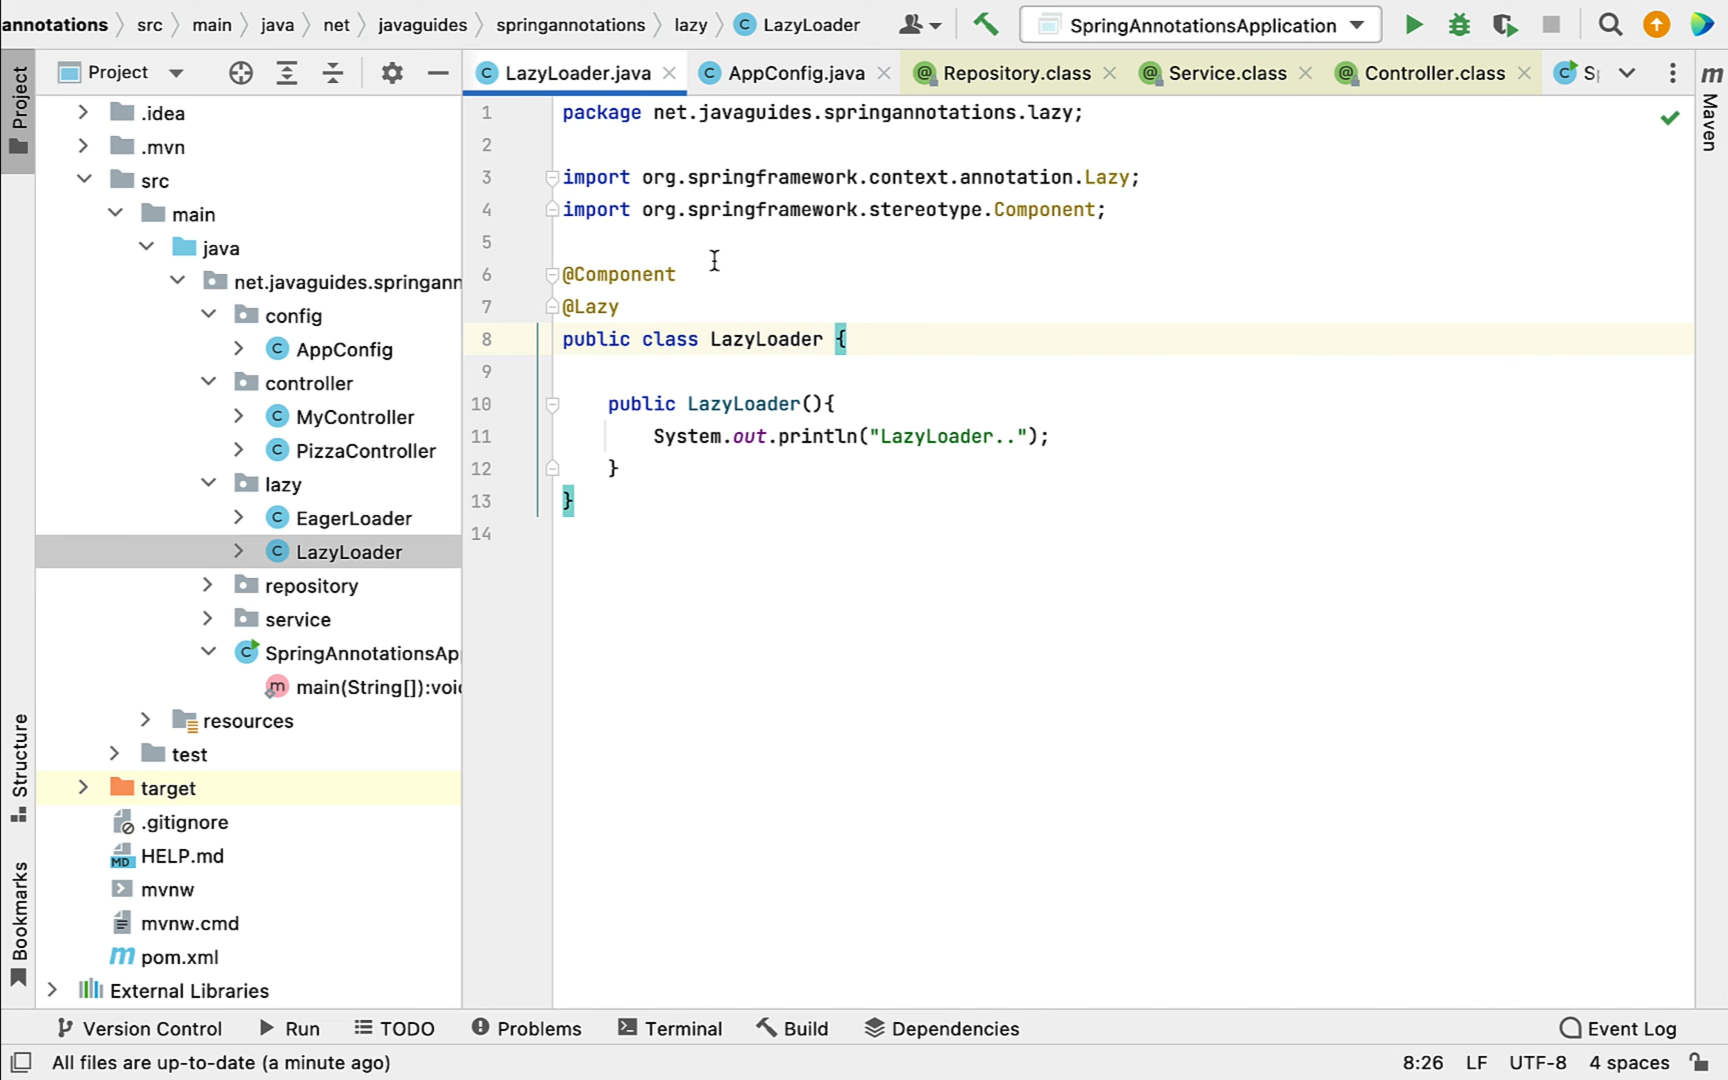 annotations src main java net javaguides springannotations lazy LazyLoader SpringAnnotationsApplication
Project
LazyLoader.java AppConfig.java Repository.class Service.class Controller.class
Project
.idea
.mvn
src
main
java
net.javaguides.springann
config
AppConfig
controller
MyController
PizzaController
lazy
EagerLoader
LazyLoader
repository
service
SpringAnnotationsAp
main(String[]):void
resources
test
target
.gitignore
HELP.md
mvnw
mvnw.cmd
pom.xml
External Libraries
Structure
Bookmarks
1 package net.javaguides.springannotations.lazy;
2
3 import org.springframework.context.annotation.Lazy;
4 import org.springframework.stereotype.Component;
5
6 @Component
7 @Lazy
8 public class LazyLoader {
9
10 public LazyLoader(){
11 System.out.println("LazyLoader..");
12 }
13 }
14
Maven
Version Control Run TODO Problems Terminal Build Dependencies Event Log
All files are up-to-date (a minute ago) 8:26 LF UTF-8 4 spaces